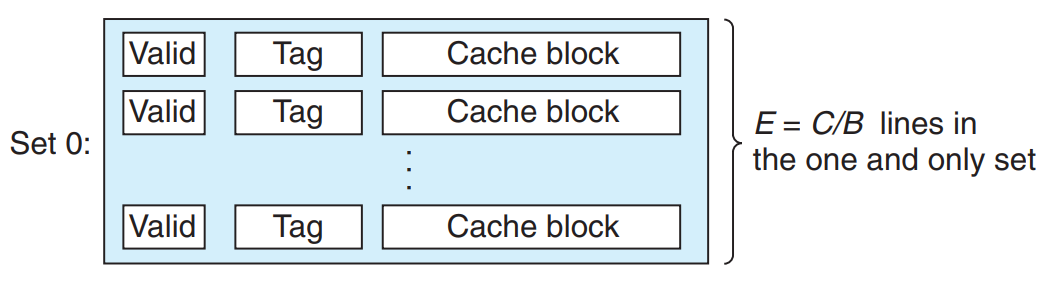 Valid Tag Cache block
Valid Tag Cache block
Set 0:
Valid Tag Cache block
E = C/B lines in
the one and only set